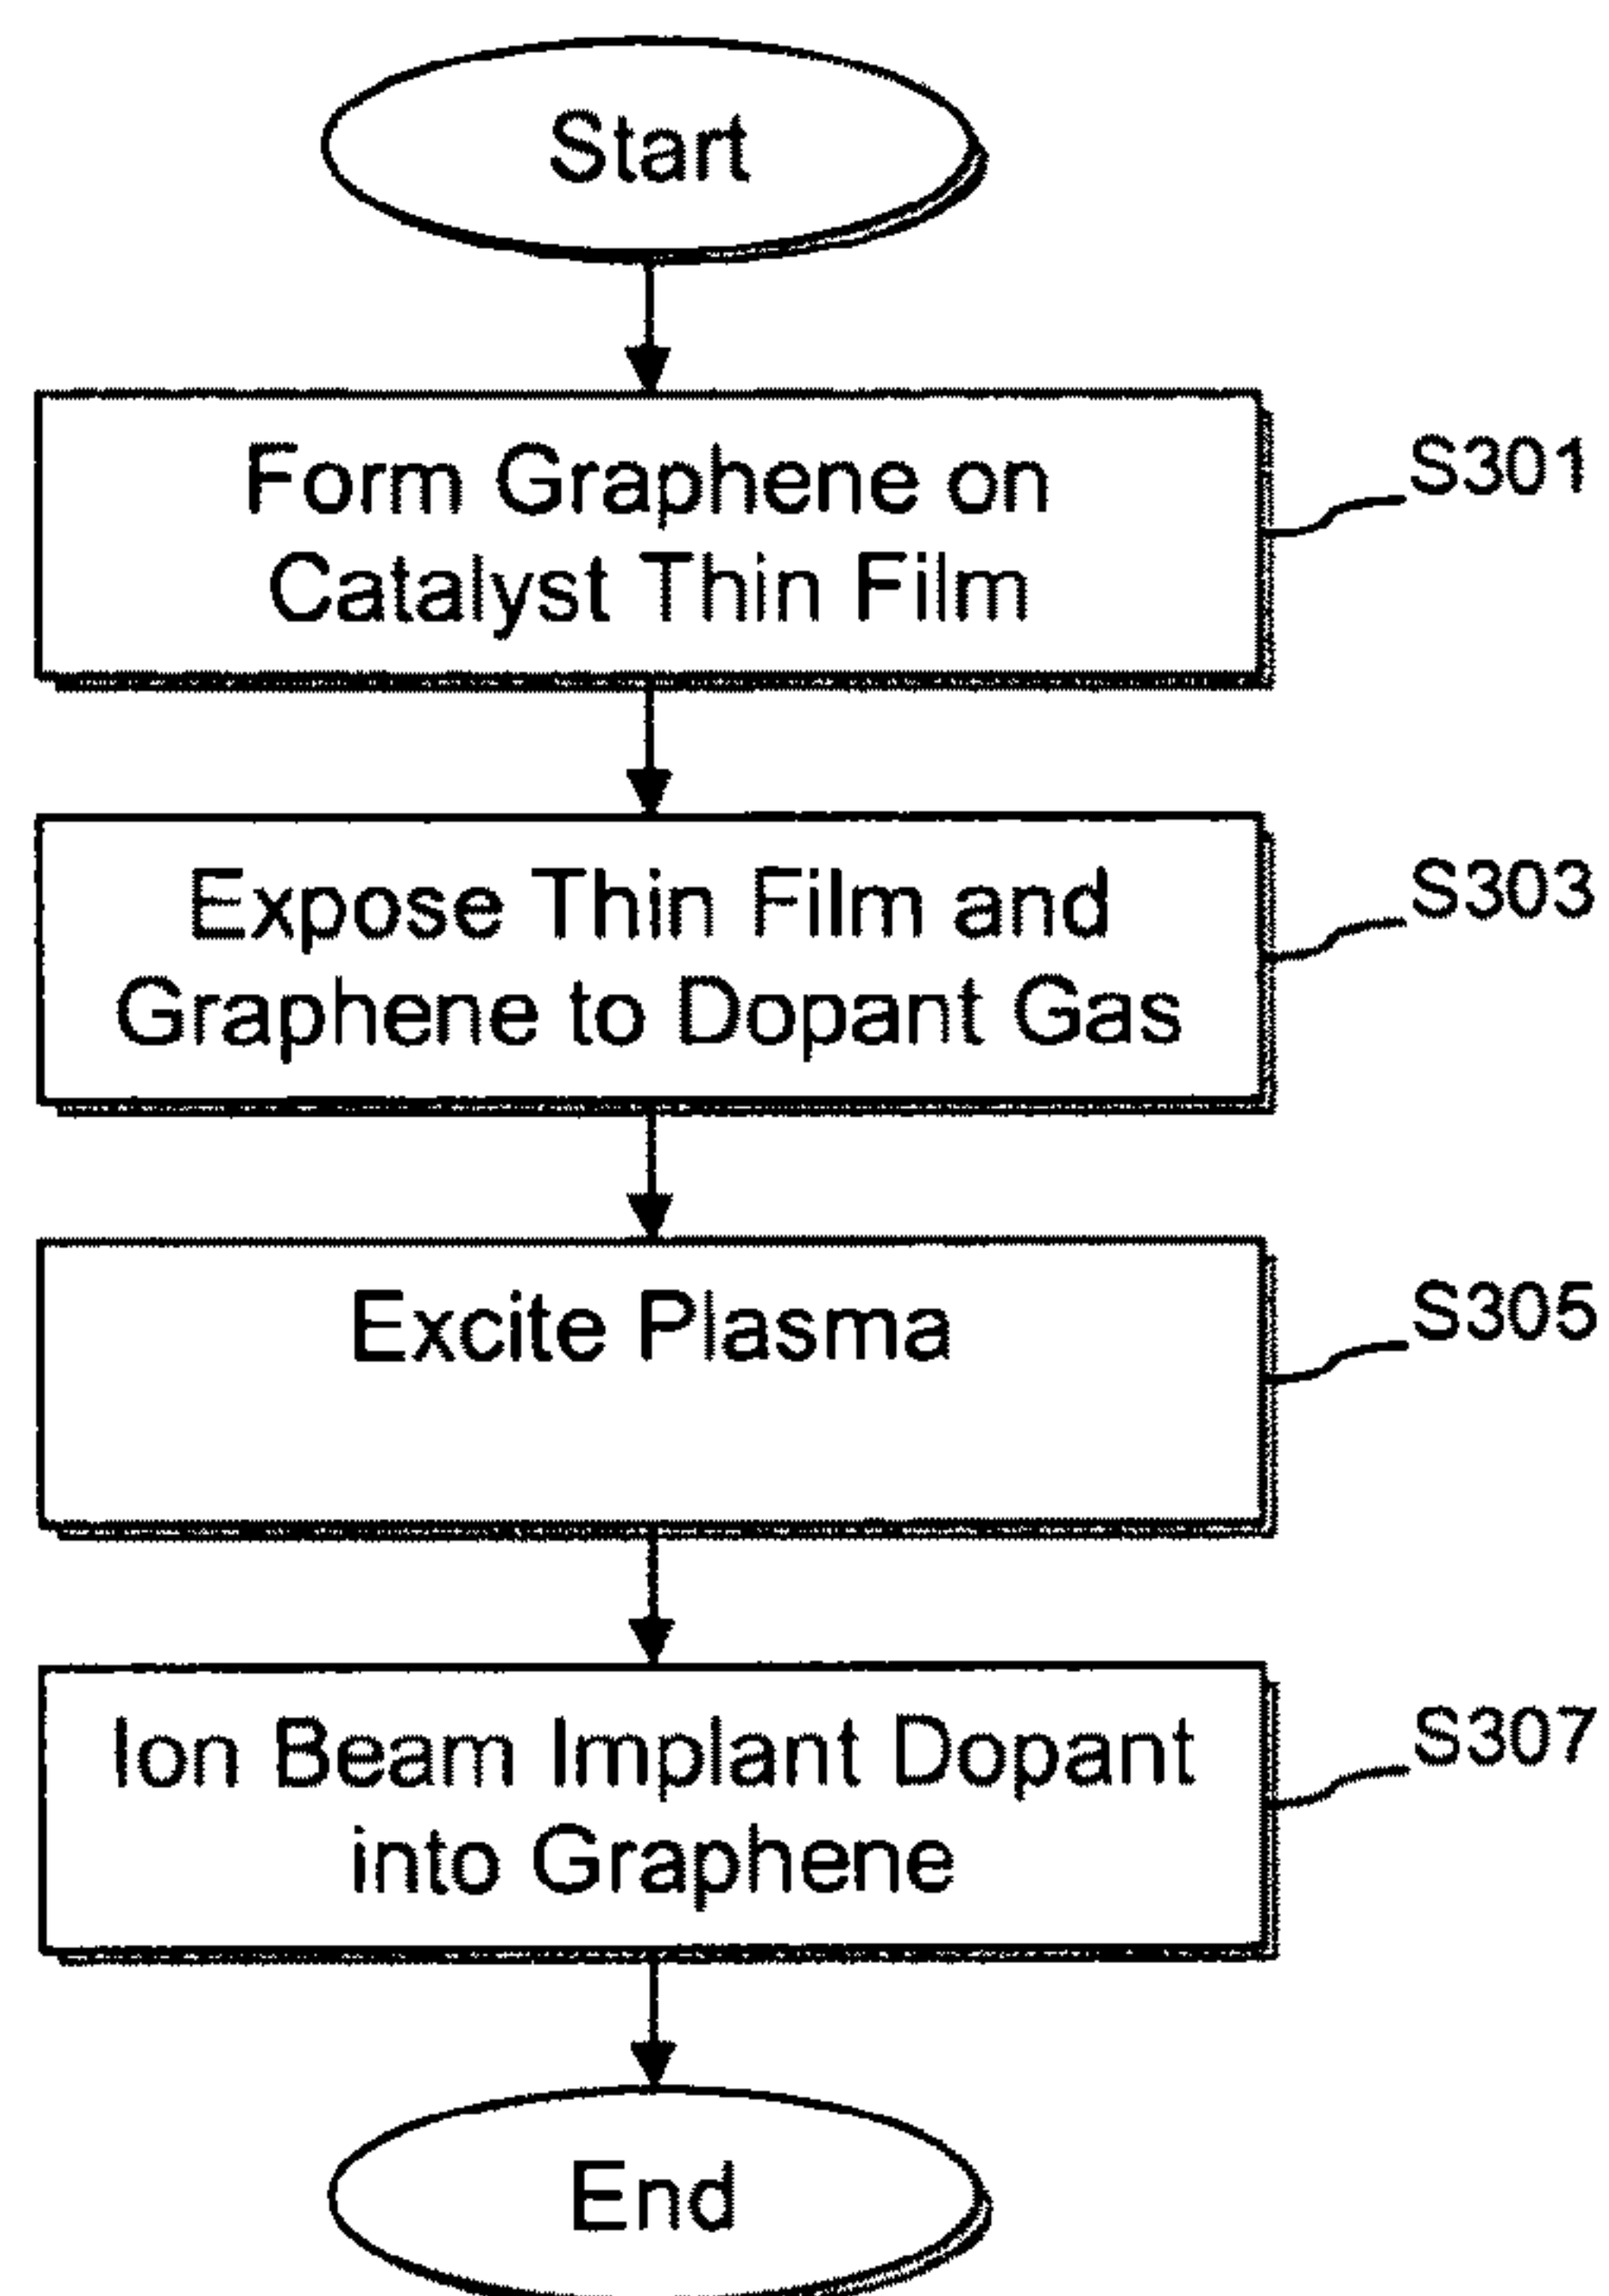 Start
Form Graphene on
Catalyst Thin Film
S301
Expose Thin Film and
Graphene to Dopant Gas
S303
Excite Plasma
S305
Ion Beam Implant Dopant
into Graphene
S307
End